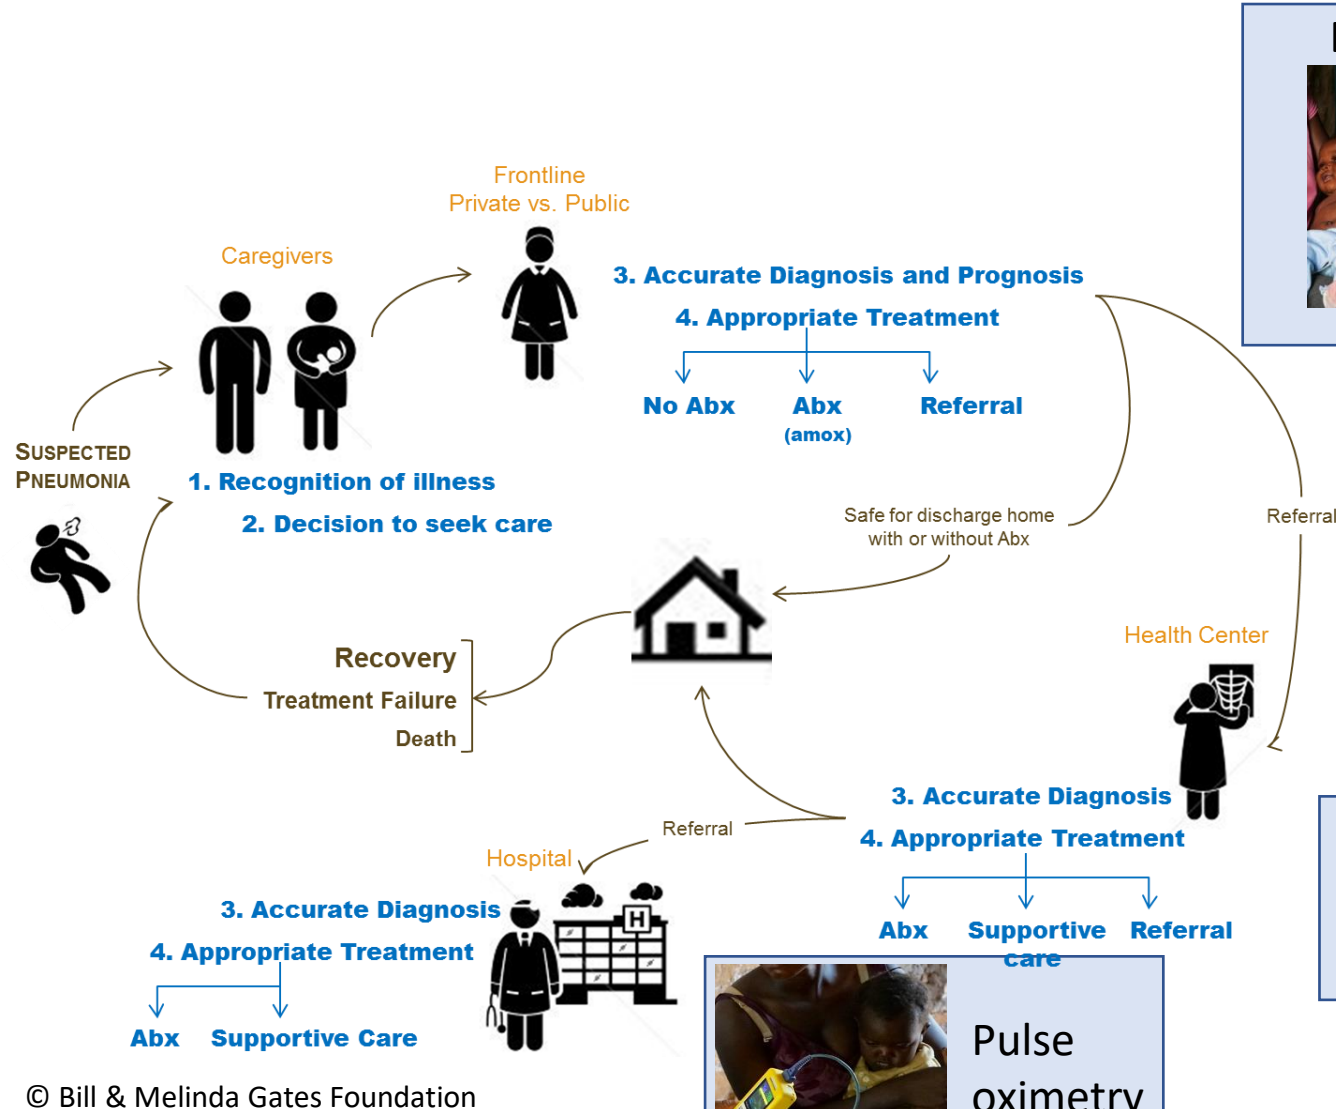 Frontline
Private vs. Public
Caregivers
3. Accurate Diagnosis and Prognosis
4. Appropriate Treatment
No Abx
Abx
(amox)
Referral
SUSPECTED
PNEUMONIA
1. Recognition of illness
2. Decision to seek care
Safe for discharge home
with or without Abx
Referral
Health Center
Recovery
Treatment Failure
Death
3. Accurate Diagnosis
4. Appropriate Treatment
Abx
Supportive
care
Referral
Referral
Hospital
H
3. Accurate Diagnosis
4. Appropriate Treatment
Abx
Supportive Care
Pulse
oximetry
© Bill & Melinda Gates Foundation